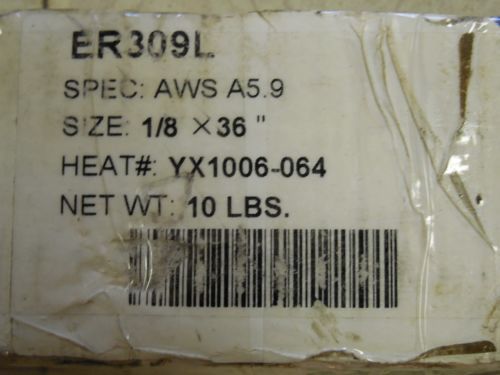 ER309L
SPEC: AWS A5.9
SIZE: 1/8 ×36 "
HEAT#: YX1006-064
NET WT: 10 LBS.